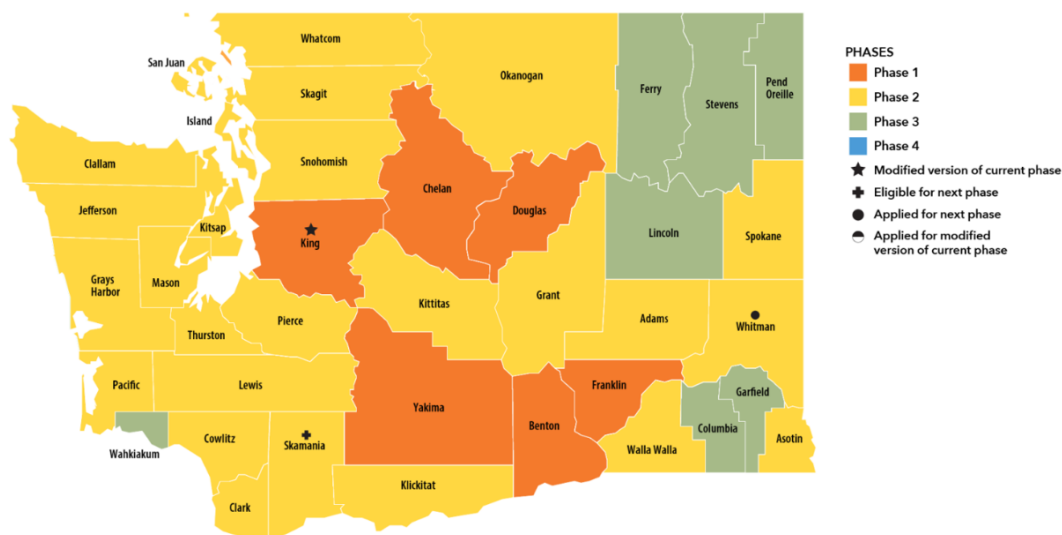 Whatcom
San Juan
Okanogan
Ferry
Stevens
Pend
Oreille
Skagit
Island
Snohomish
Clallam
Chelan
Douglas
Jefferson
Kitsap
King
Lincoln
Spokane
Grays
Harbor
Mason
Kittitas
Grant
Pierce
Adams
Whitman
Thurston
Pacific
Lewis
Franklin
Garfield
Yakima
Benton
Columbia
Cowlitz
Skamania
Walla Walla
Asotin
Wahkiakum
Klickitat
Clark
PHASES
Phase 1
Phase 2
Phase 3
Phase 4
Modified version of current phase
Eligible for next phase
Applied for next phase
Applied for modified
version of current phase